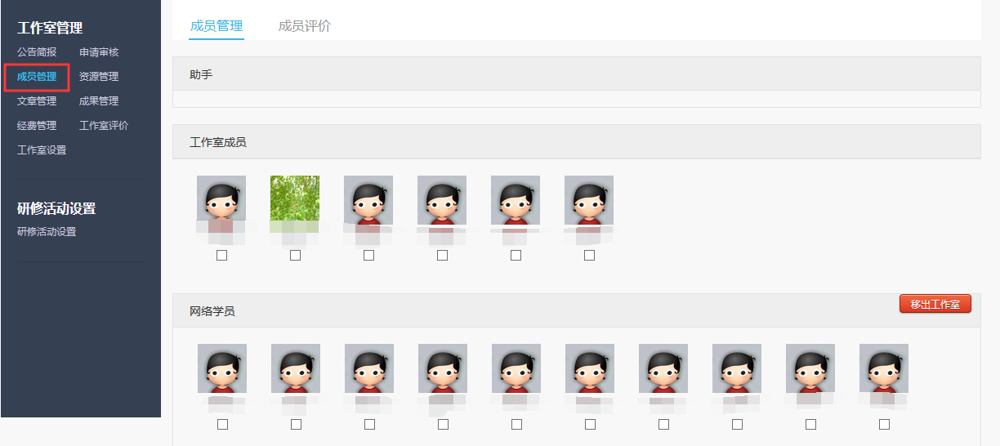 工作室管理
公告简报 申请审核
成员管理 资源管理
文章管理 成果管理
经费管理 工作室评价
工作室设置
研修活动设置
研修活动设置
成员管理 成员评价
助手
工作室成员
网络学员
移出工作室